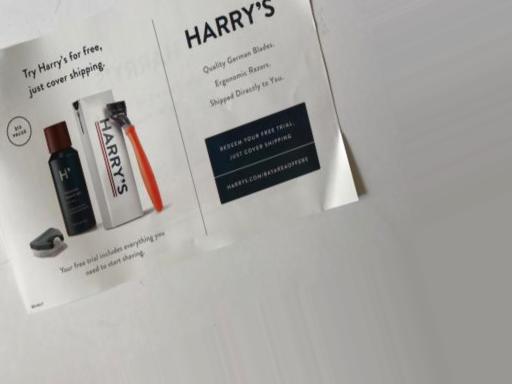 Try Harry's for free,
just cover shipping.
$13
VALUE
H'
HARRY'S
Your free trial includes everything you
need to start shaving.
HARRY'S
Quality German Blades.
Ergonomic Razors.
Shipped Directly to You.
REDEEM YOUR FREE TRIAL,
JUST COVER SHIPPING
HARRYS.COM/BAYAREAOFFER2